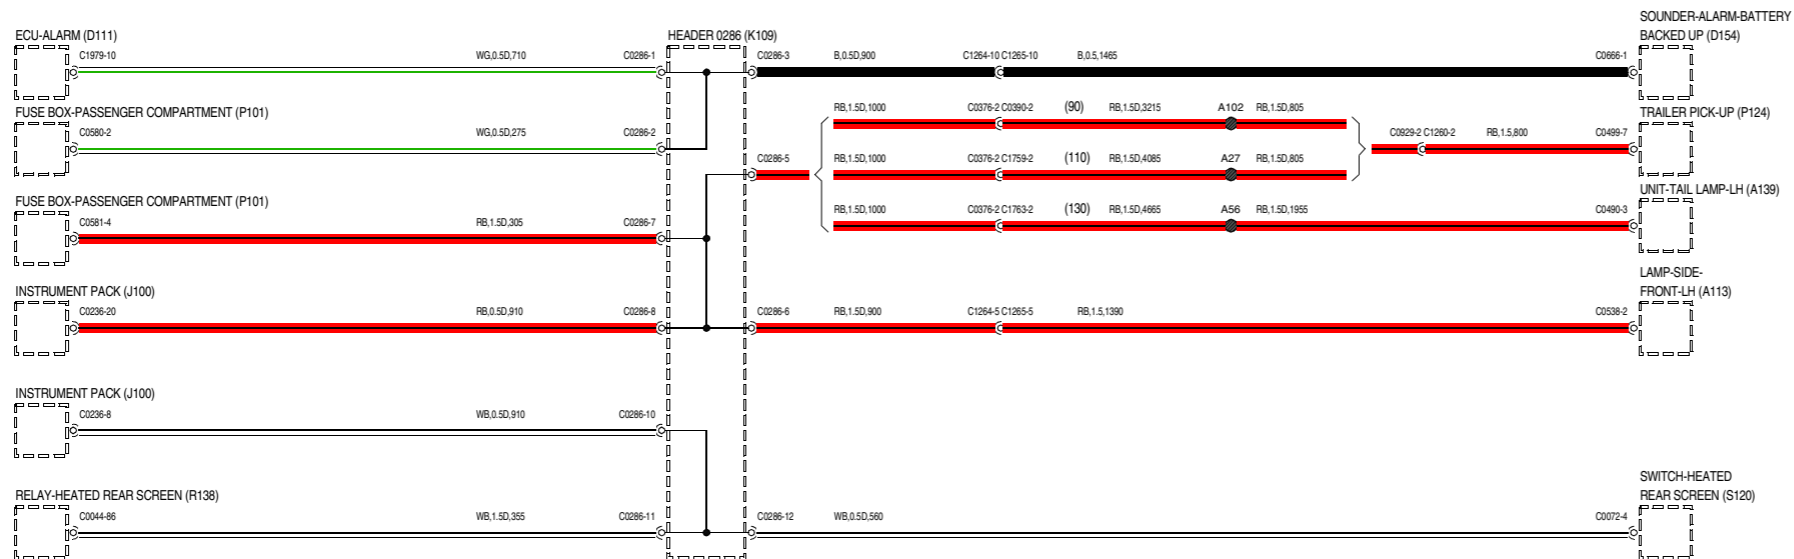 SOUNDER-ALARM-BATTERY
ECU-ALARM (D111) HEADER 0286 (K109) BACKED UP (D154)
C1979-10 WG,0.5D,710 C0286-1 C0286-3 B,0.5D,900 C1264-10 C1265-10 B,0.5,1465 C0666-1
FUSE BOX-PASSENGER COMPARTMENT (P101) RB,1.5D,1000 C0376-2 C0390-2 (90) RB,1.5D,3215 A102 RB,1.5D,805 TRAILER PICK-UP (P124)
C0580-2 WG,0.5D,275 C0286-2 C0929-2 C1260-2 RB,1.5,800 C0499-7
C0286-5 RB,1.5D,1000 C0376-2 C1759-2 (110) RB,1.5D,4085 A27 RB,1.5D,805
FUSE BOX-PASSENGER COMPARTMENT (P101) UNIT-TAIL LAMP-LH (A139)
C0581-4 RB,1.5D,305 C0286-7 RB,1.5D,1000 C0376-2 C1763-2 (130) RB,1.5D,4665 A56 RB,1.5D,1955 C0490-3
LAMP-SIDE-
INSTRUMENT PACK (J100) FRONT-LH (A113)
C0236-20 RB,0.5D,910 C0286-8 C0286-6 RB,1.5D,900 C1264-5 C1265-5 RB,1.5,1390 C0538-2
INSTRUMENT PACK (J100)
C0236-8 WB,0.5D,910 C0286-10
SWITCH-HEATED
RELAY-HEATED REAR SCREEN (R138) REAR SCREEN (S120)
C0044-86 WB,1.5D,355 C0286-11 C0286-12 WB,0.5D,560 C0072-4